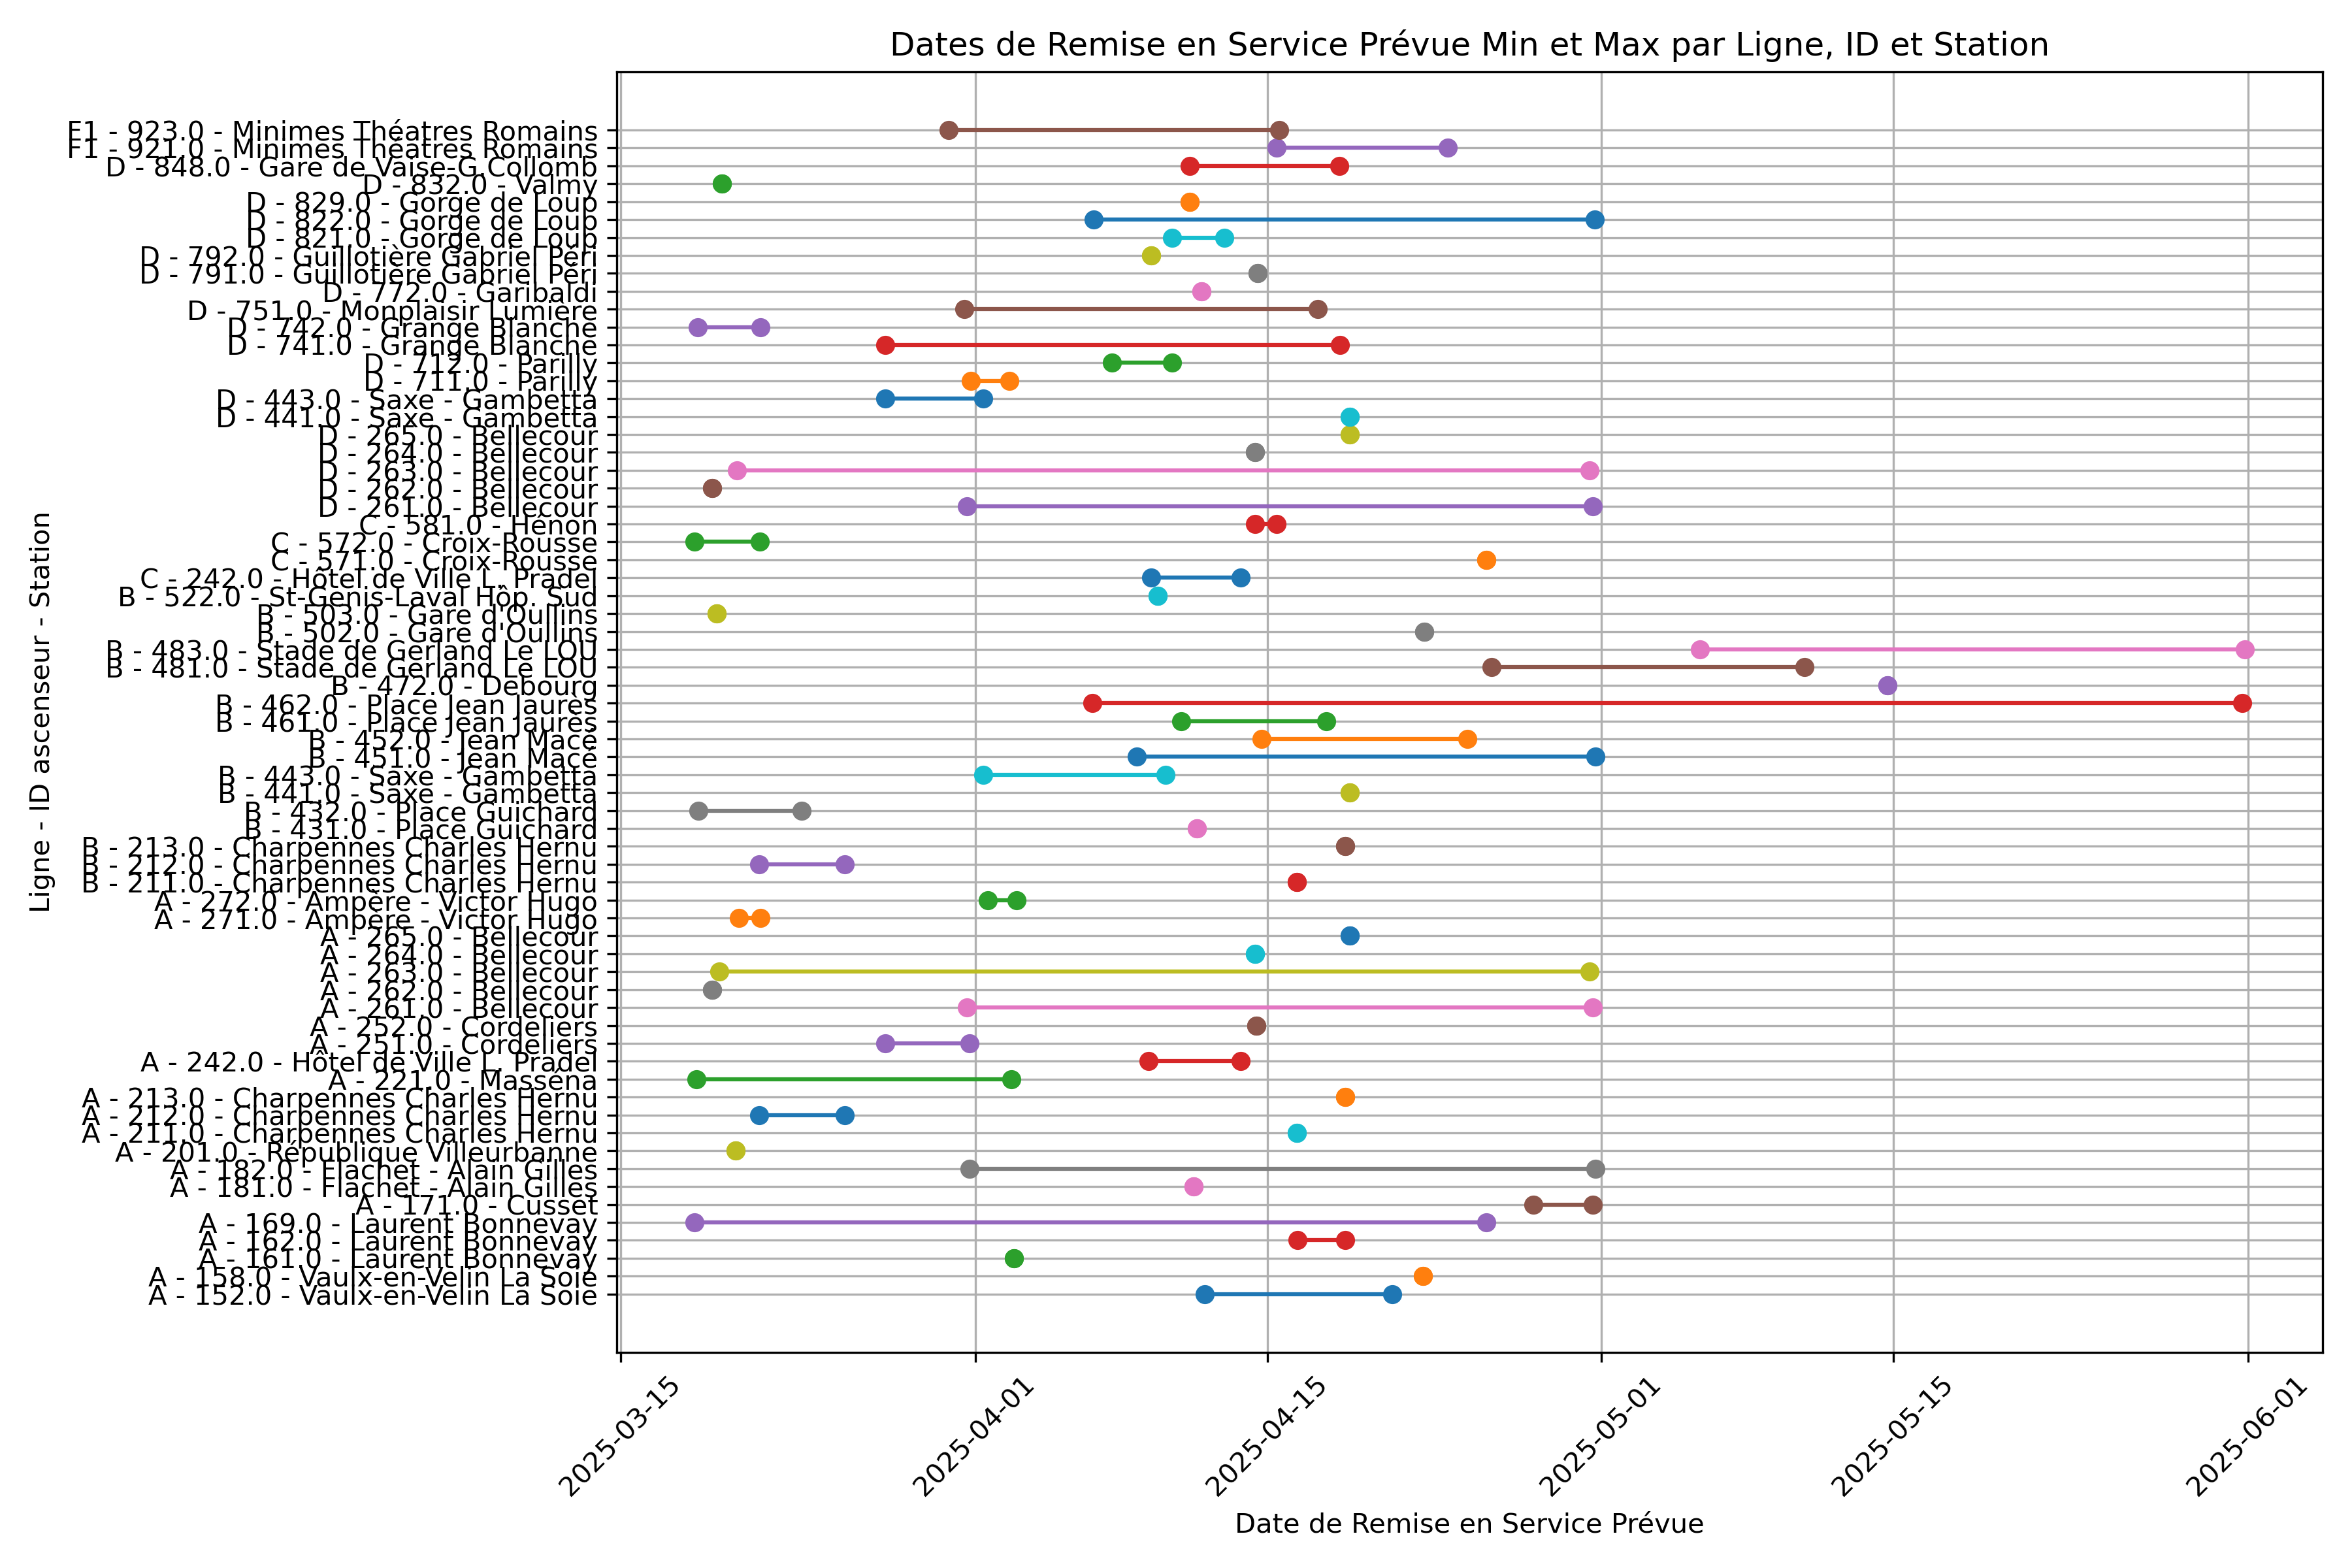 Dates de Remise en Service Prévue Min et Max par Ligne, ID et Station
F1 - 923.0 - Minimes Théatres Romains
F1 - 921.0 - Minimes Théatres Romains
D - 848.0 - Gare de Vaise-G.Collomb
D - 832.0 - Valmy
D - 829.0 - Gorge de Loup
D - 822.0 - Gorge de Loup
D - 821.0 - Gorge de Loup
D - 792.0 - Guillotière Gabriel Péri
D - 791.0 - Guillotière Gabriel Péri
D - 772.0 - Garibaldi
D - 751.0 - Monplaisir Lumière
D - 742.0 - Grange Blanche
D - 741.0 - Grange Blanche
D - 712.0 - Parilly
D - 711.0 - Parilly
D - 443.0 - Saxe - Gambetta
D - 441.0 - Saxe - Gambetta
D - 265.0 - Bellecour
D - 264.0 - Bellecour
D - 263.0 - Bellecour
D - 262.0 - Bellecour
D - 261.0 - Bellecour
C - 581.0 - Hénon
C - 572.0 - Croix-Rousse
C - 571.0 - Croix-Rousse
C - 242.0 - Hôtel de Ville L. Pradel
B - 522.0 - St-Genis-Laval Hôp. Sud
B - 503.0 - Gare d'Oullins
B - 502.0 - Gare d'Oullins
B - 483.0 - Stade de Gerland Le LOU
B - 481.0 - Stade de Gerland Le LOU
B - 472.0 - Debourg
B - 462.0 - Place Jean Jaurès
B - 461.0 - Place Jean Jaurès
B - 452.0 - Jean Macé
B - 451.0 - Jean Macé
B - 443.0 - Saxe - Gambetta
B - 441.0 - Saxe - Gambetta
B - 432.0 - Place Guichard
B - 431.0 - Place Guichard
B - 213.0 - Charpennes Charles Hernu
B - 212.0 - Charpennes Charles Hernu
B - 211.0 - Charpennes Charles Hernu
A - 272.0 - Ampère - Victor Hugo
A - 271.0 - Ampère - Victor Hugo
A - 265.0 - Bellecour
A - 264.0 - Bellecour
A - 263.0 - Bellecour
A - 262.0 - Bellecour
A - 261.0 - Bellecour
A - 252.0 - Cordeliers
A - 251.0 - Cordeliers
A - 242.0 - Hôtel de Ville L. Pradel
A - 221.0 - Masséna
A - 213.0 - Charpennes Charles Hernu
A - 212.0 - Charpennes Charles Hernu
A - 211.0 - Charpennes Charles Hernu
A - 201.0 - République Villeurbanne
A - 182.0 - Flachet - Alain Gilles
A - 181.0 - Flachet - Alain Gilles
A - 171.0 - Cusset
A - 169.0 - Laurent Bonnevay
A - 162.0 - Laurent Bonnevay
A - 161.0 - Laurent Bonnevay
A - 158.0 - Vaulx-en-Velin La Soie
A - 152.0 - Vaulx-en-Velin La Soie
Ligne - ID ascenseur - Station
2025-03-15
2025-04-01
2025-04-15
2025-05-01
2025-05-15
2025-06-01
Date de Remise en Service Prévue